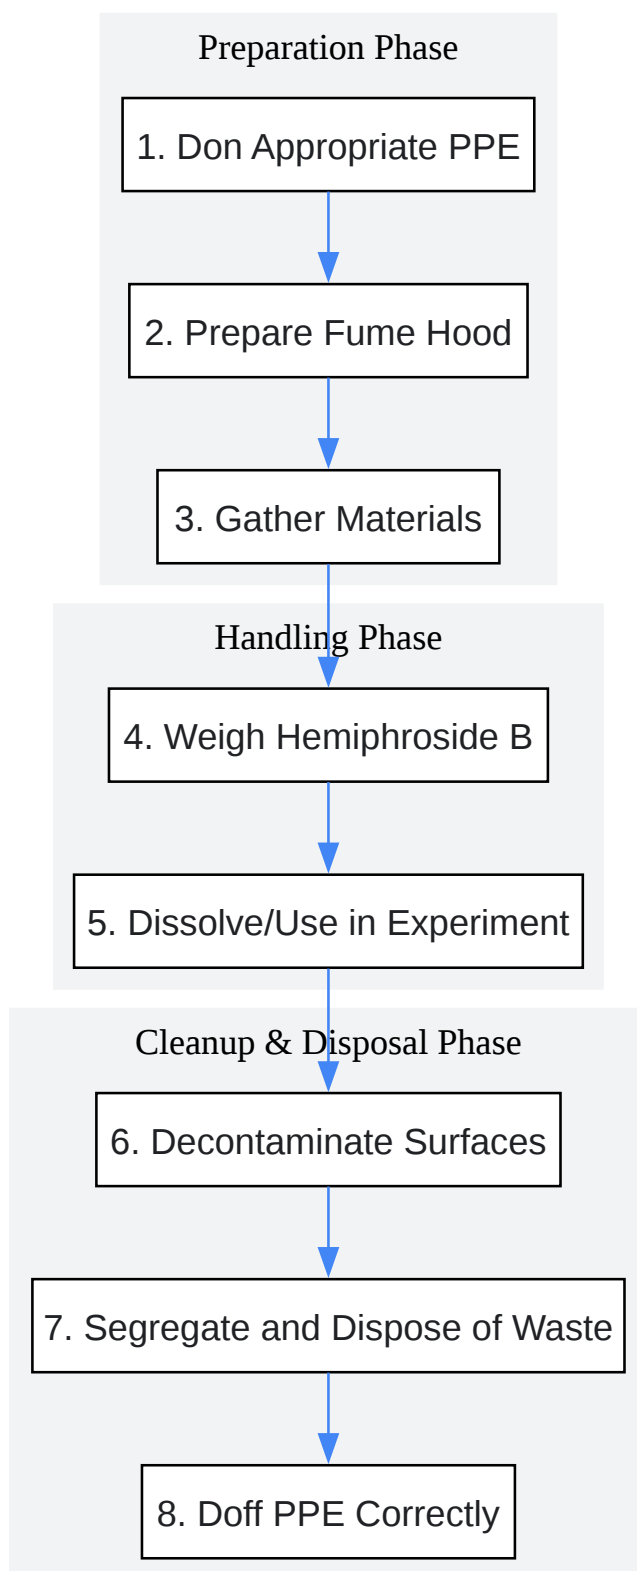 Preparation Phase
1. Don Appropriate PPE
2. Prepare Fume Hood
3. Gather Materials
Handling Phase
4. Weigh Hemiphroside B
5. Dissolve/Use in Experiment
Cleanup & Disposal Phase
6. Decontaminate Surfaces
7. Segregate and Dispose of Waste
8. Doff PPE Correctly